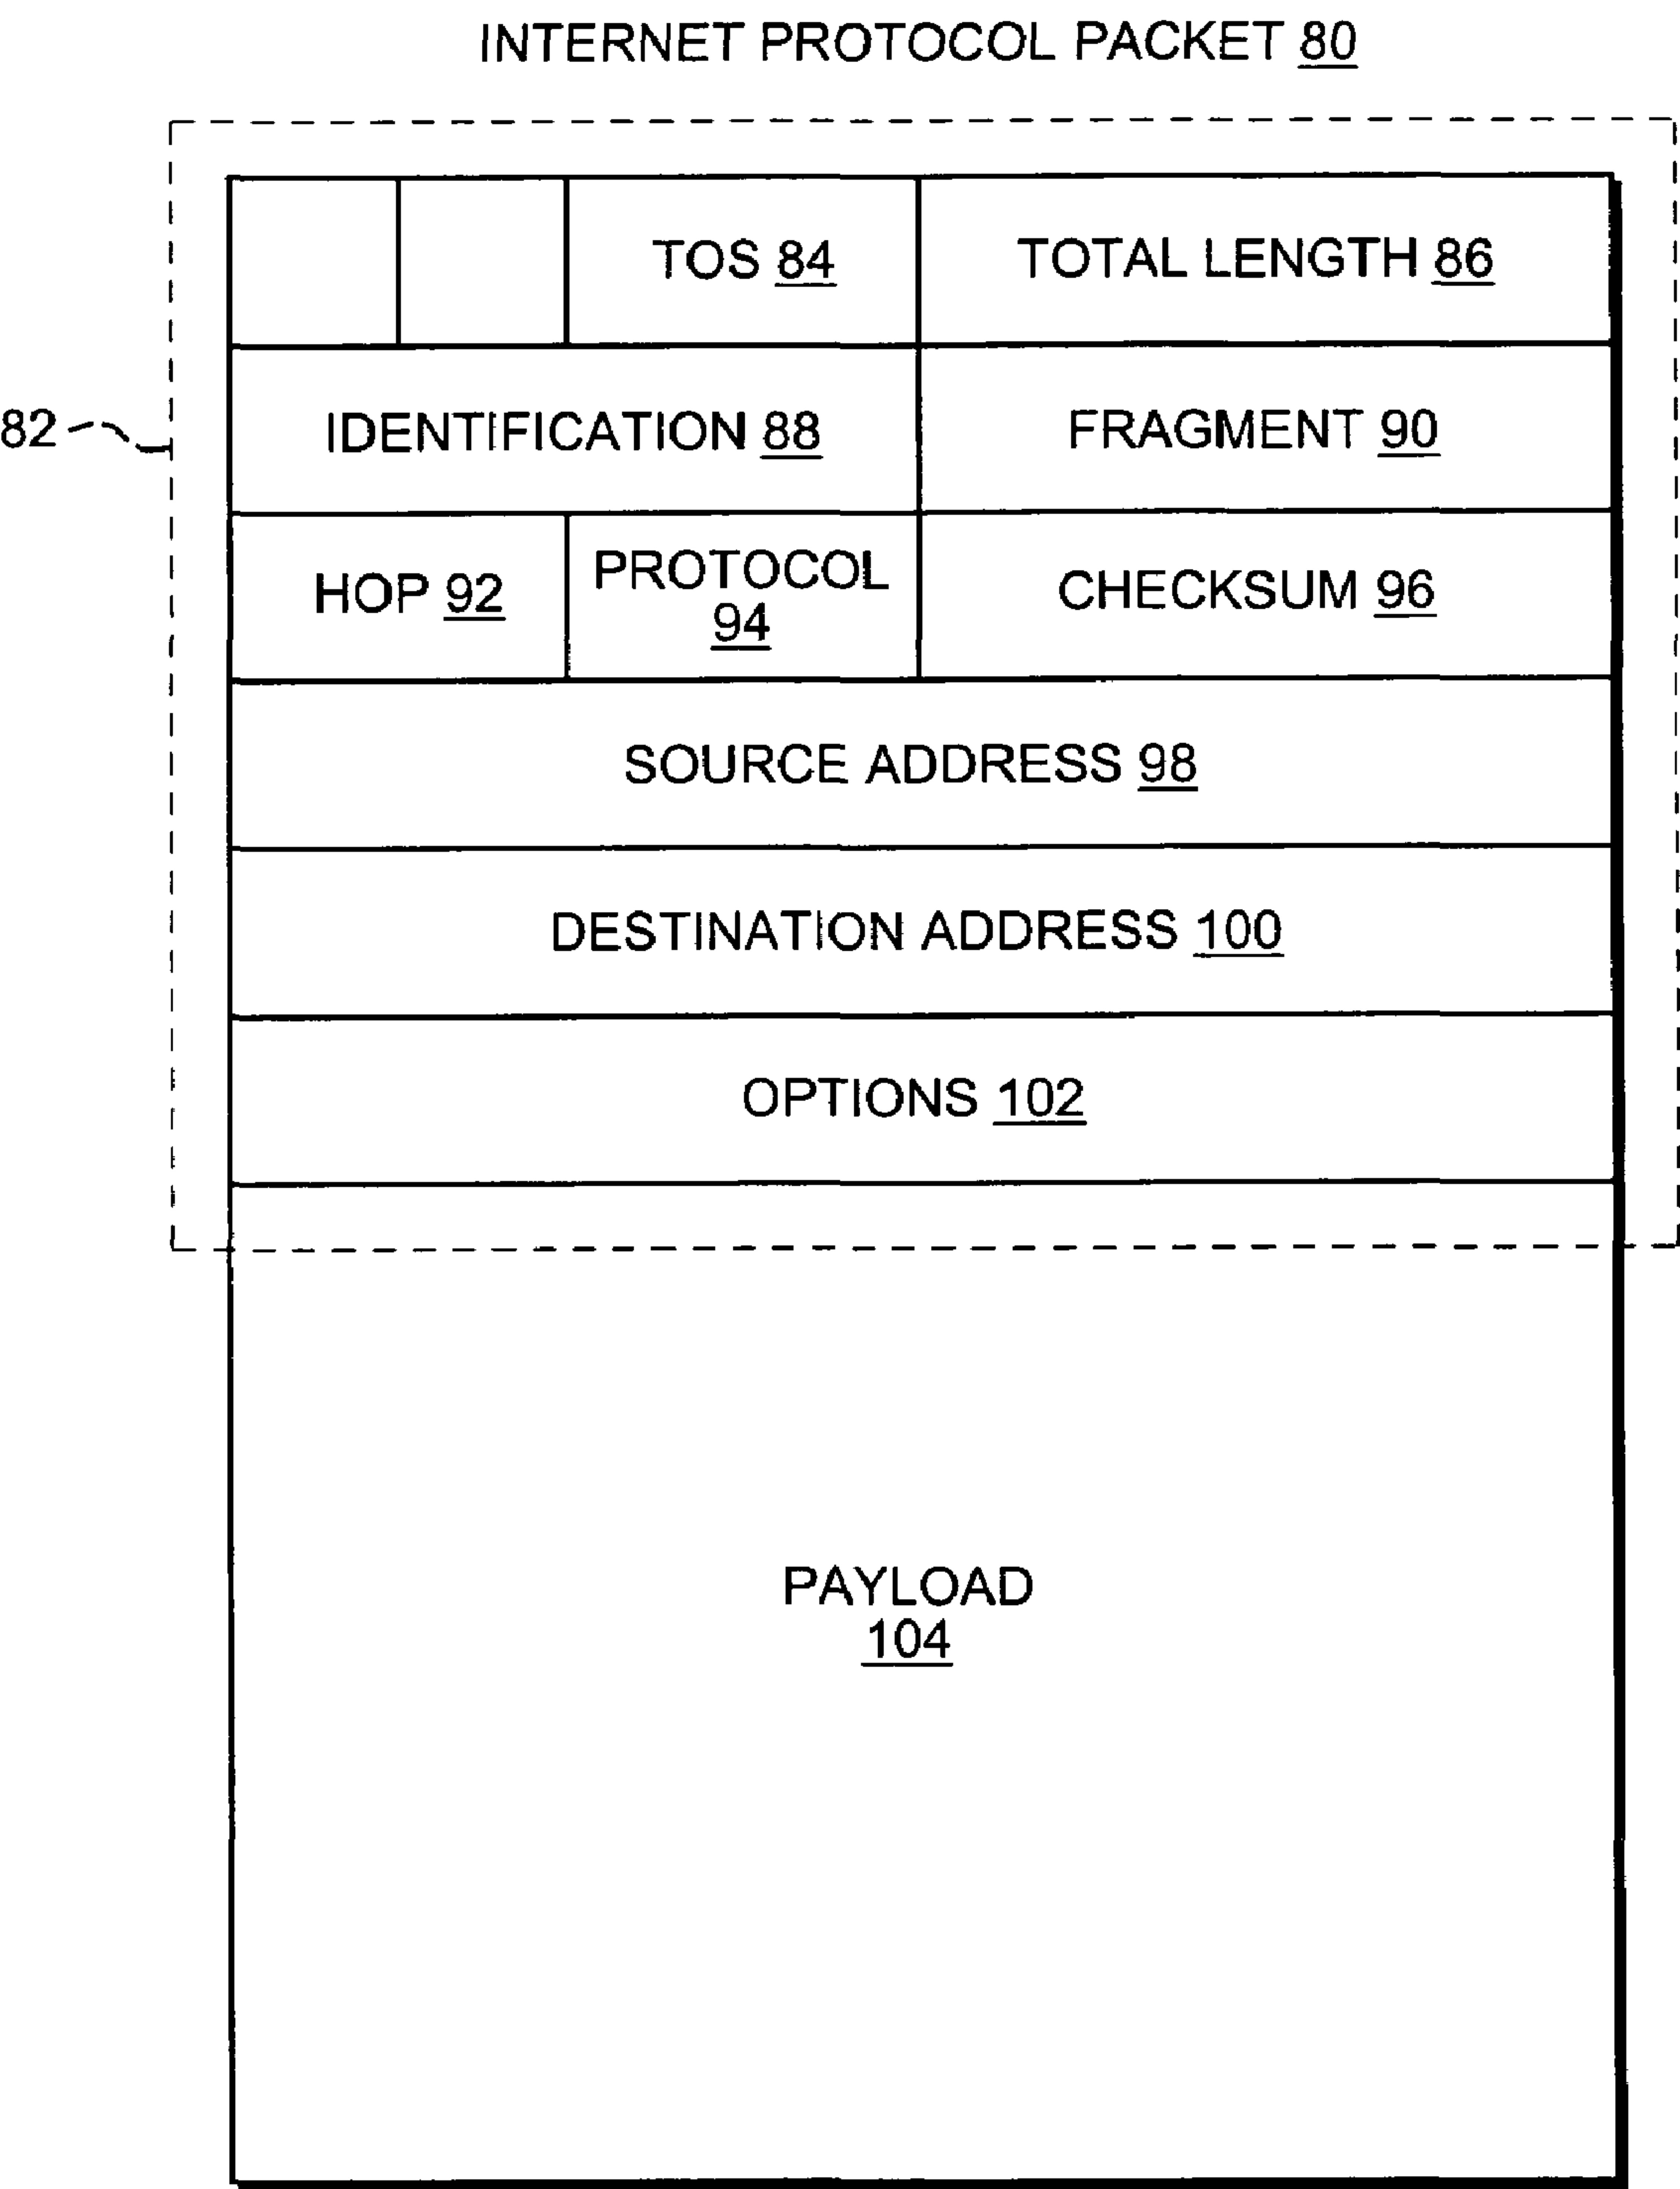 INTERNET PROTOCOL PACKET 80
TOS 84
TOTAL LENGTH 86
82
IDENTIFICATION 88
FRAGMENT 90
HOP 92
PROTOCOL
94
CHECKSUM 96
SOURCE ADDRESS 98
DESTINATION ADDRESS 100
OPTIONS 102
PAYLOAD
104